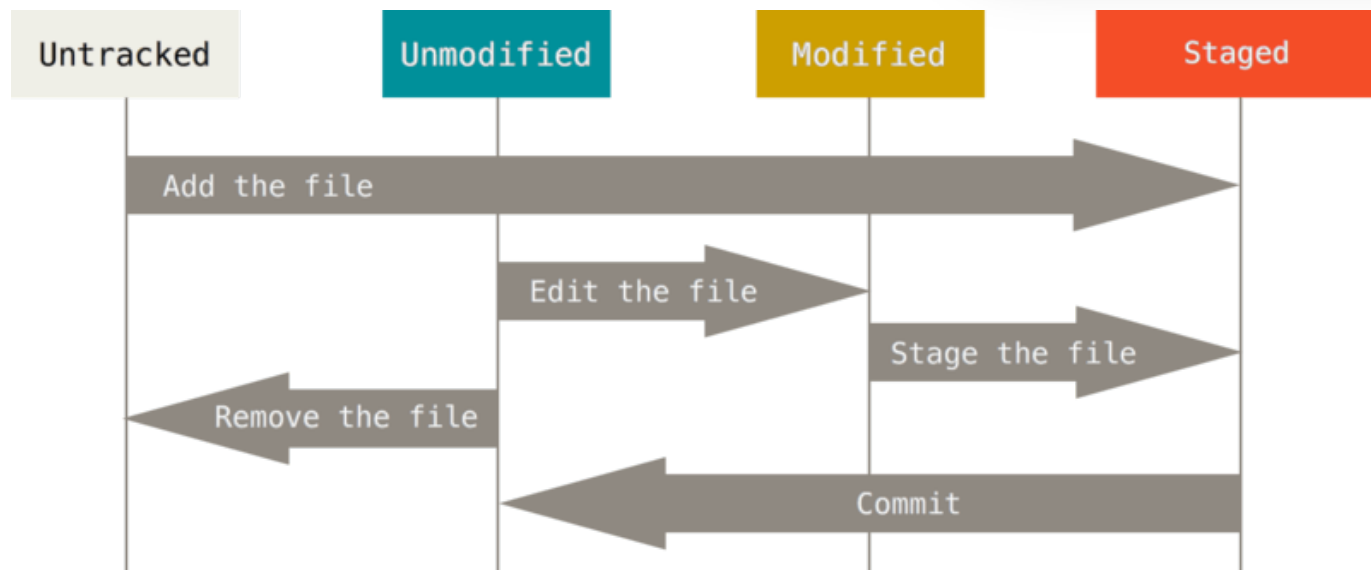 Untracked
Unmodified
Modified
Staged
Add the file
Edit the file
Stage the file
Remove the file
Commit